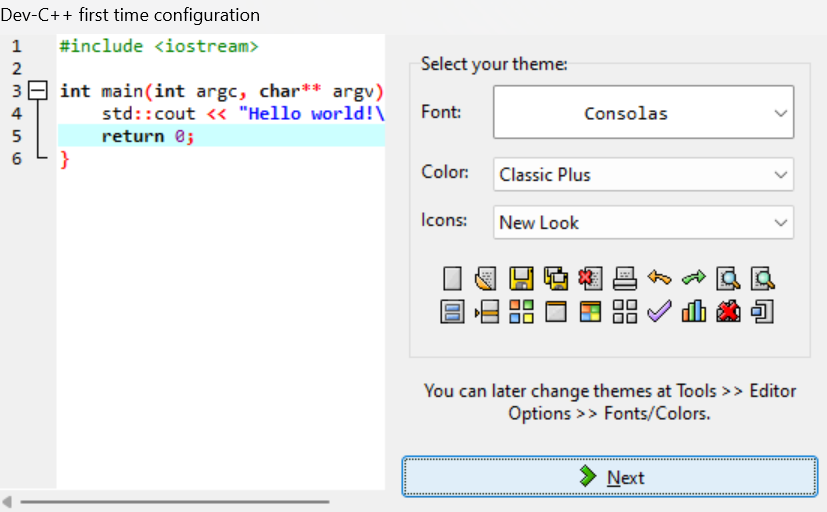 Dev-C++ first time configuration
1 #include <iostream>
2
3 int main(int argc, char** argv)
4 std::cout << "Hello world!\
5 return 0;
6 }
Select your theme:
Font: Consolas
Color: Classic Plus
Icons: New Look
You can later change themes at Tools >> Editor
Options >> Fonts/Colors.
Next